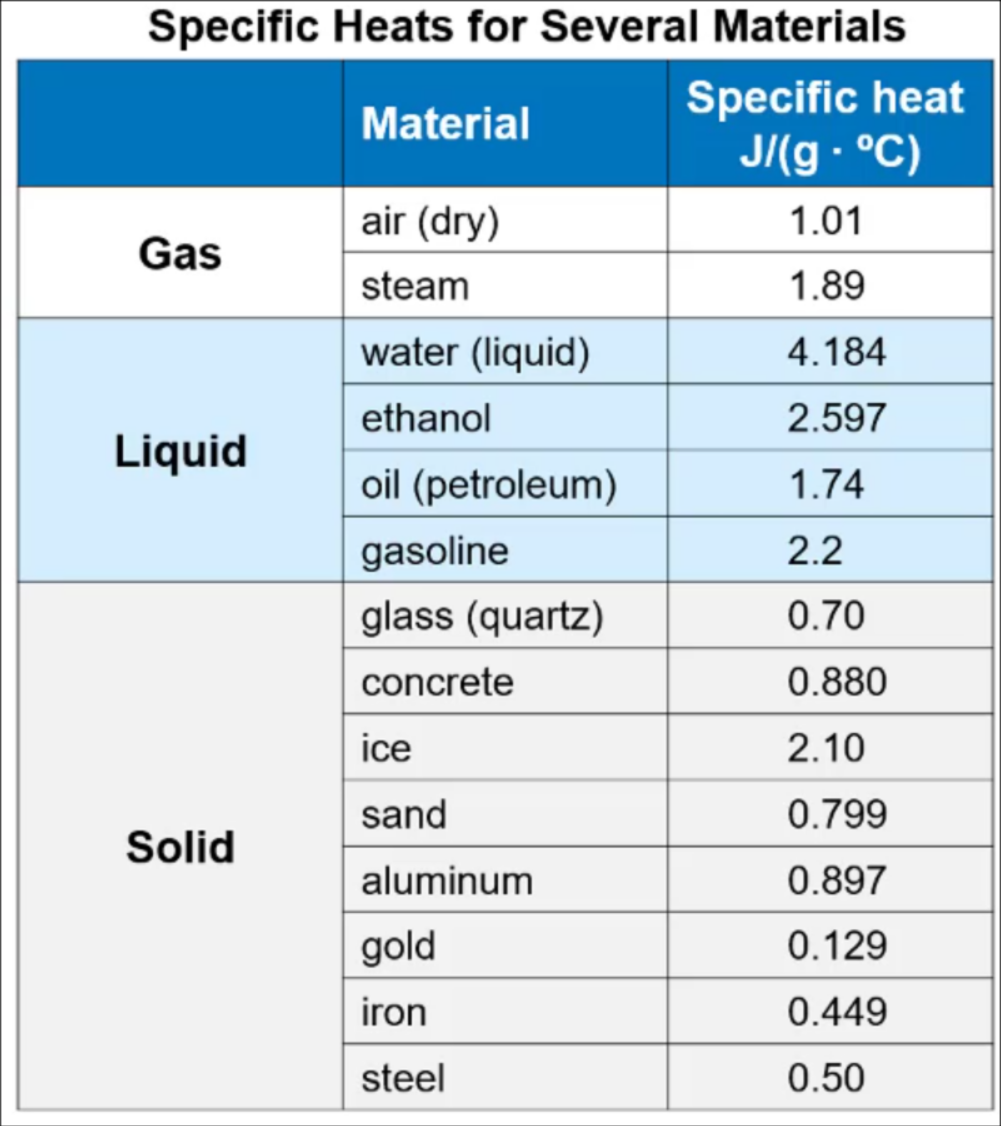 Specific Heats for Several Materials
Material
Specific heat
J/(g · ºC)
Gas
air (dry) 1.01
steam 1.89
Liquid
water (liquid) 4.184
ethanol 2.597
oil (petroleum) 1.74
gasoline 2.2
Solid
glass (quartz) 0.70
concrete 0.880
ice 2.10
sand 0.799
aluminum 0.897
gold 0.129
iron 0.449
steel 0.50